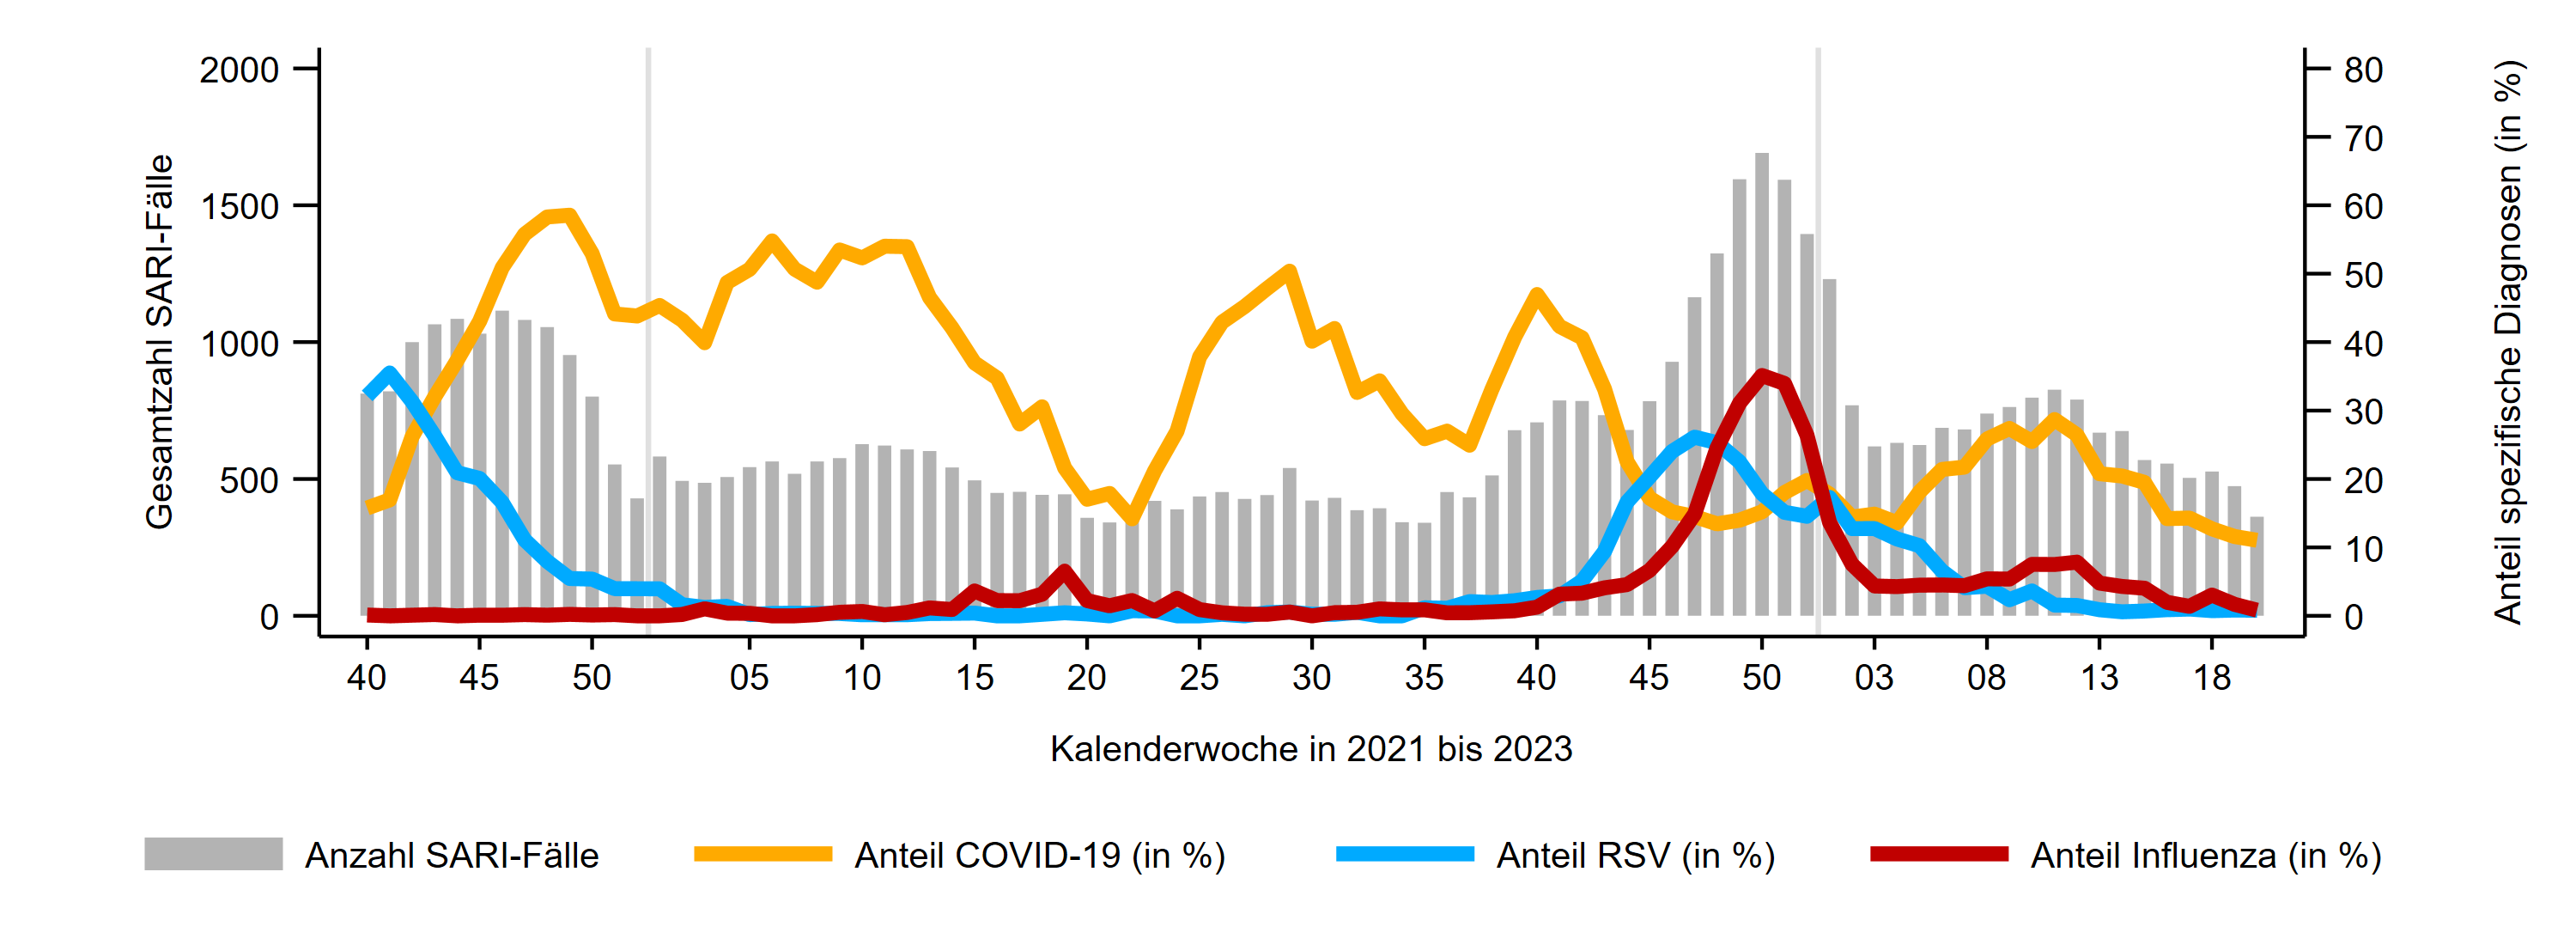 Gesamtzahl SARI-Fälle
2000
1500
1000
500
0
80
70
60
50
40
30
20
10
0
Anteil spezifische Diagnosen (in %)
40 45 50 05 10 15 20 25 30 35 40 45 50 03 08 13 18
Kalenderwoche in 2021 bis 2023
Anzahl SARI-Fälle Anteil COVID-19 (in %) Anteil RSV (in %) Anteil Influenza (in %)